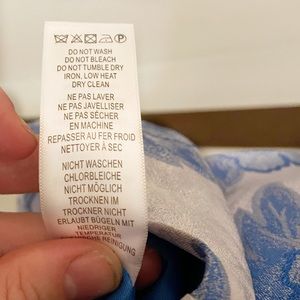 DO NOT WASH
DO NOT BLEACH
DO NOT TUMBLE DRY
IRON, LOW HEAT
DRY CLEAN
NE PAS LAVER
NE PAS JAVELLISER
NE PAS SÉCHER
EN MACHINE
REPASSER AU FER FROID
NETTOYER À SEC
NICHT WASCHEN
CHLORBLEICHE
NICHT MÖGLICH
TROCKNEN IM
TROCKNER NICHT
ERLAUBT BÜGELN MIT
NIEDRIGER
TEMPERATUR
REINIGUNG